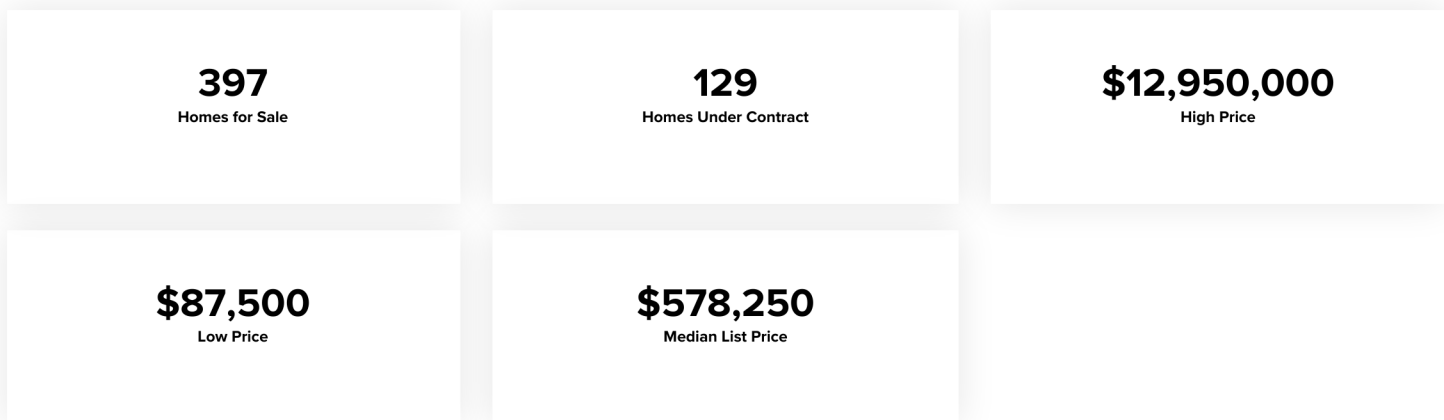 397
Homes for Sale
129
Homes Under Contract
$12,950,000
High Price
$87,500
Low Price
$578,250
Median List Price